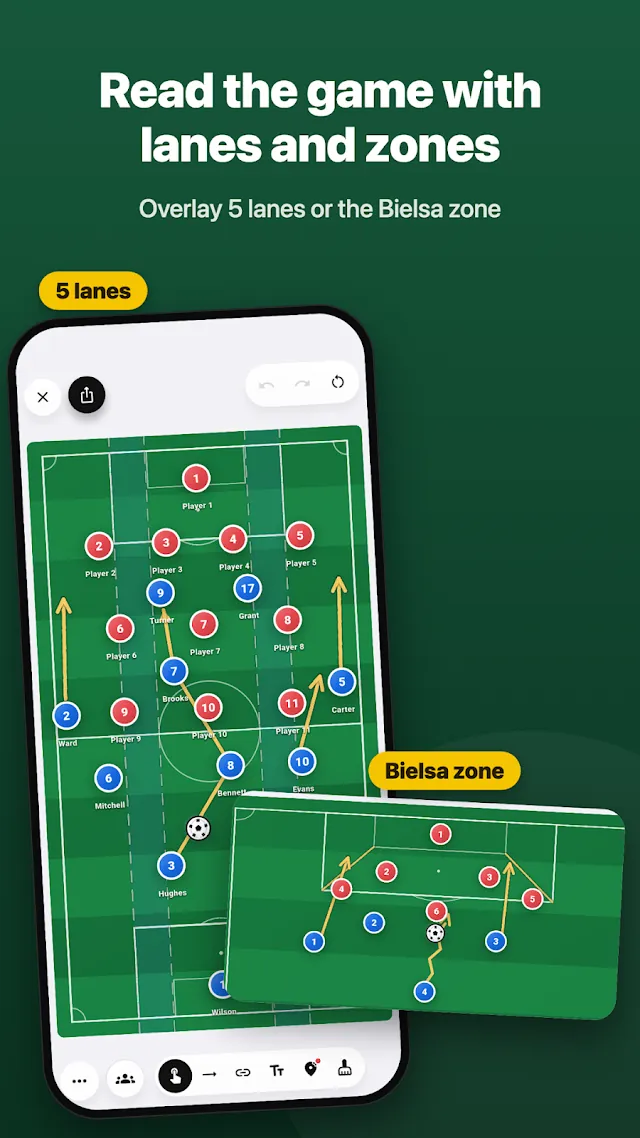 Read the game with
lanes and zones
Overlay 5 lanes or the Bielsa zone
5 lanes
1
Player 1
2
3
4
5
Player 2
Player 3
Player 4
Player 5
9
17
Turner
Grant
6
7
8
Player 6
Player 7
Player 8
7
Brooks
5
Carter
2
9
10
11
Ward
Player 9
Player 10
Player 11
6
8
10
Mitchell
Bennett
Evans
Bielsa zone
3
Hughes
1
Wilson
1
2
3
4
5
6
2
1
3
4
Tт